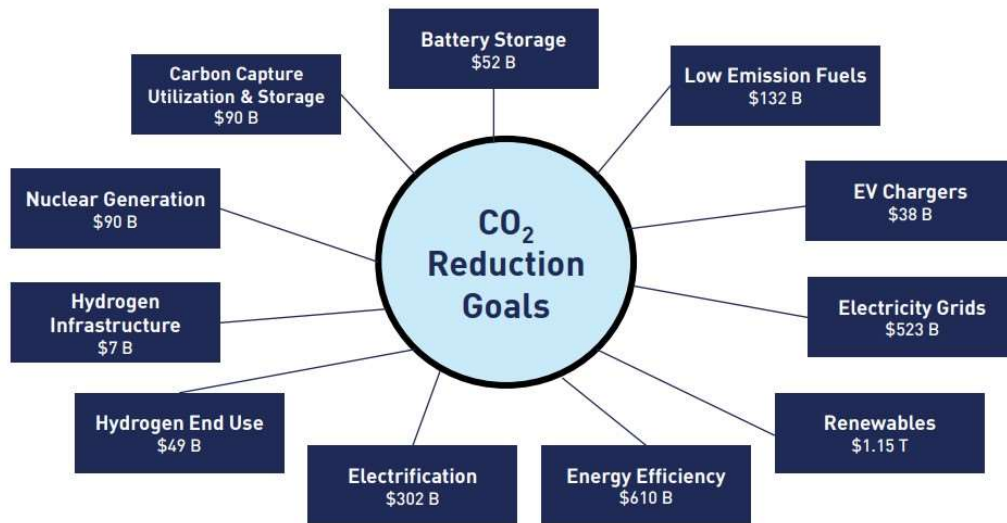 Battery Storage
$52 B
Carbon Capture
Utilization & Storage
$90 B
Low Emission Fuels
$132 B
Nuclear Generation
$90 B
EV Chargers
$38 B
CO₂
Reduction
Goals
Hydrogen
Infrastructure
$7 B
Electricity Grids
$523 B
Hydrogen End Use
$49 B
Renewables
$1.15 T
Electrification
$302 B
Energy Efficiency
$610 B